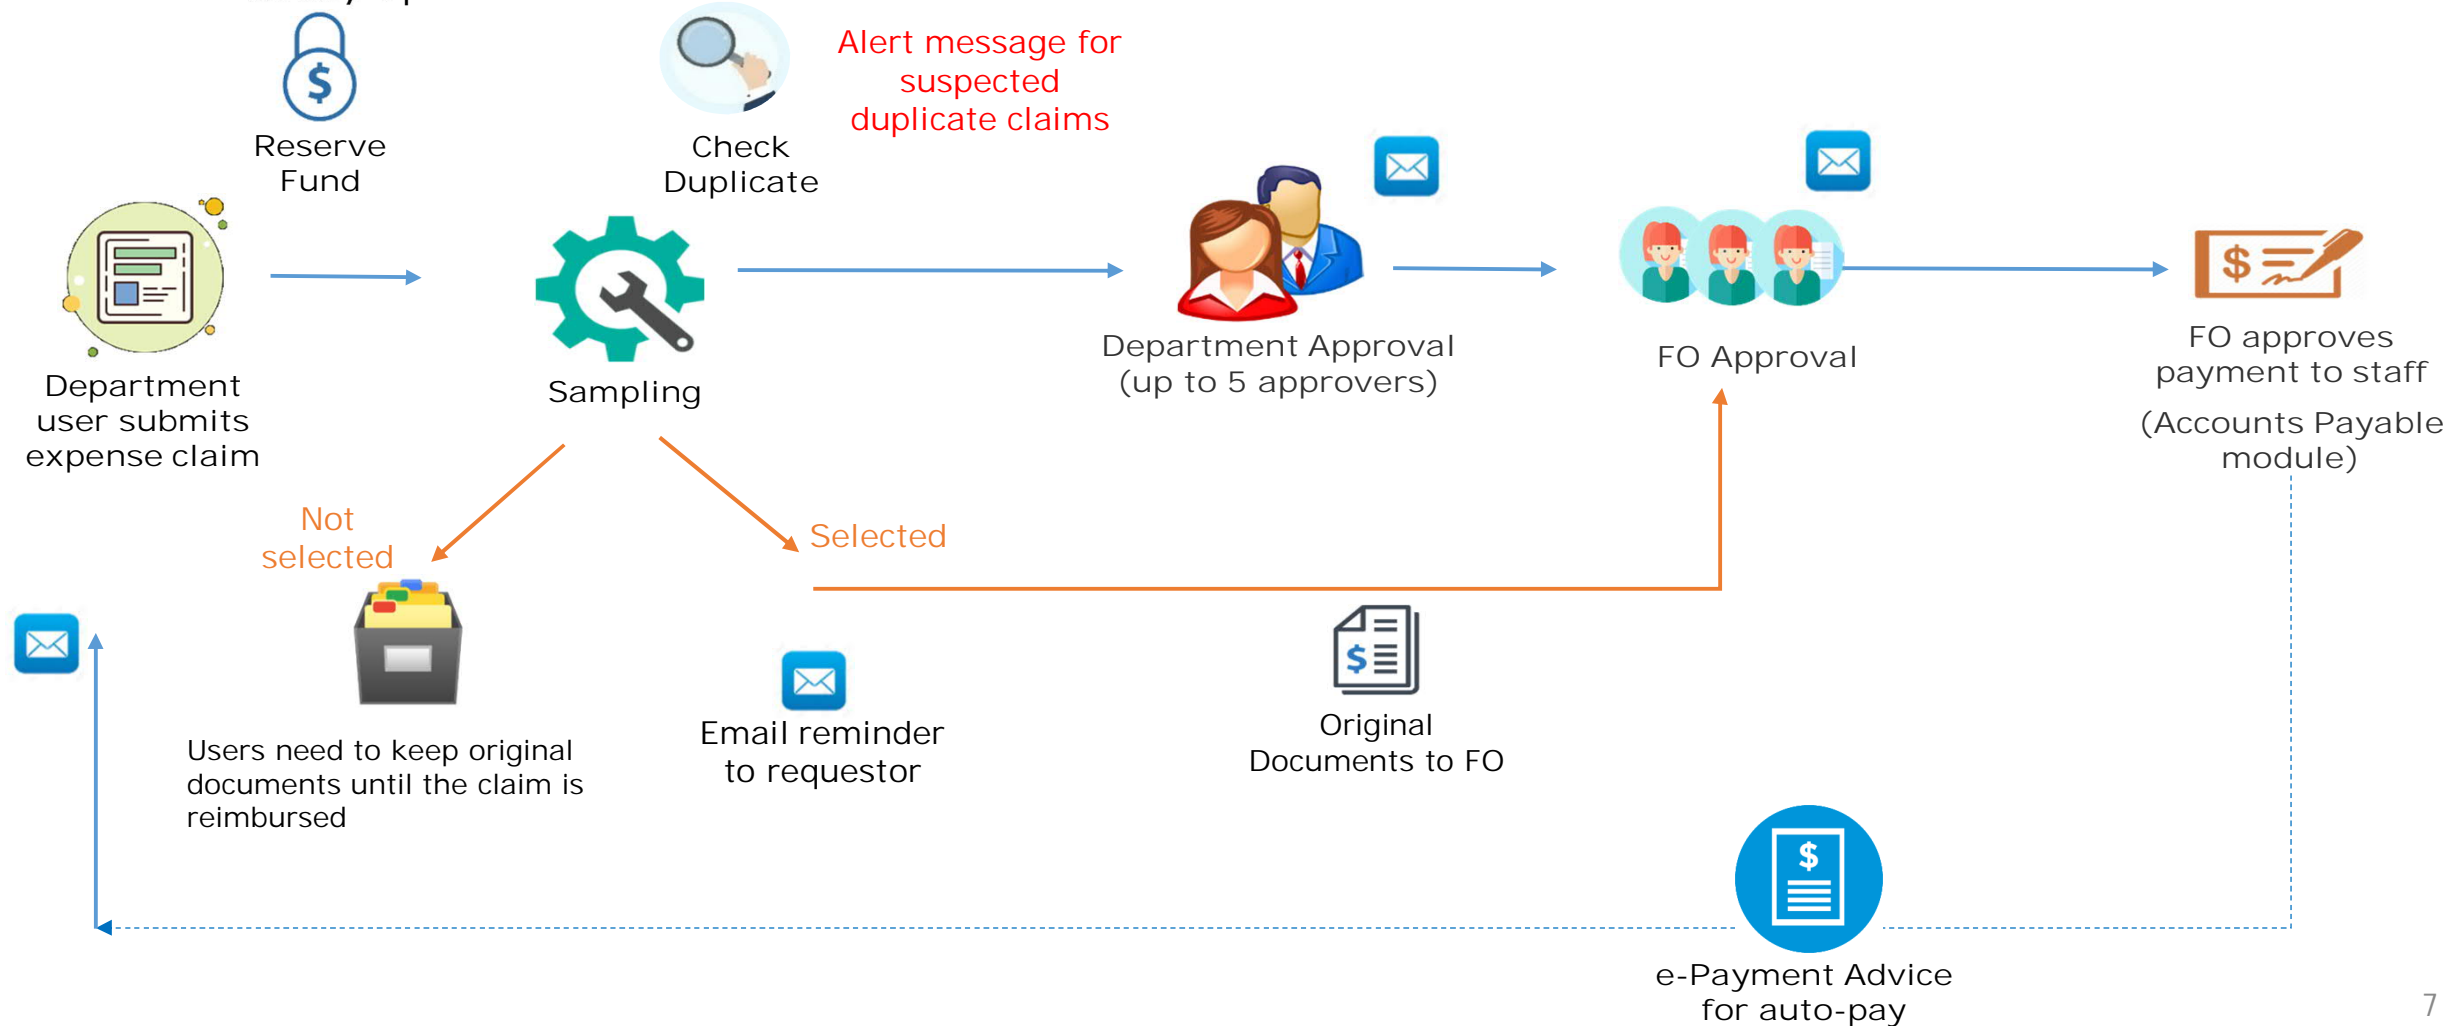 Reserve
Fund
Check
Duplicate
Alert message for
suspected
duplicate claims
Department
user submits
expense claim
Sampling
Department Approval
(up to 5 approvers)
FO Approval
FO approves
payment to staff
(Accounts Payable
module)
Not
selected
Selected
Users need to keep original
documents until the claim is
reimbursed
Email reminder
to requestor
Original
Documents to FO
e-Payment Advice
for auto-pay
7